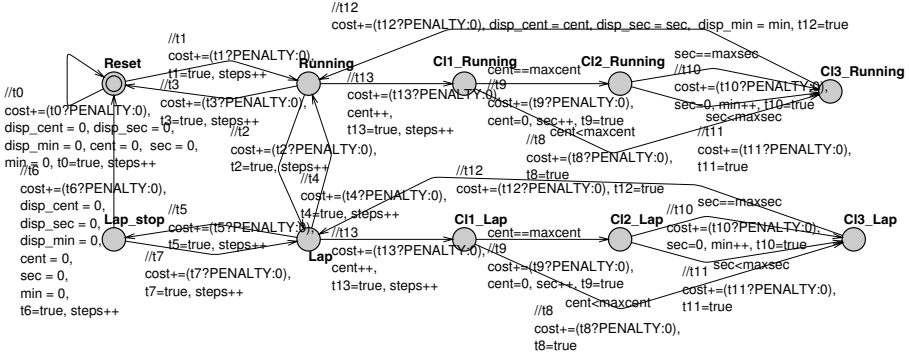 //t12
cost+=(t12?PENALTY:0), disp_cent = cent, disp_sec = sec, disp_min = min, t12=true
//t1
cost+=(t1?PENALTY:0),
t1=true, steps++
Reset
Running
Cl1_Running
Cl2_Running
Cl3_Running
sec==maxsec
cent==maxcent
//t10
cost+=(t10?PENALTY:0),
sec=0, min++, t10=true
//t13
cost+=(t13?PENALTY:0),
cent++,
t13=true, steps++
//t9
cost+=(t9?PENALTY:0),
cent=0, sec++, t9=true
//t3
cost+=(t3?PENALTY:0),
t3=true, steps++
//t0
cost+=(t0?PENALTY:0),
disp_cent = 0, disp_sec = 0,
disp_min = 0, cent = 0, sec = 0,
min = 0, t0=true, steps++
sec<maxsec
//t11
cost+=(t11?PENALTY:0),
t11=true
cent<maxcent
//t8
cost+=(t8?PENALTY:0),
t8=true
//t2
cost+=(t2?PENALTY:0),
t2=true, steps++
//t6
cost+=(t6?PENALTY:0),
disp_cent = 0,
disp_sec = 0,
disp_min = 0,
cent = 0,
sec = 0,
min = 0,
t6=true, steps++
//t4
cost+=(t4?PENALTY:0),
t4=true, steps++
//t12
cost+=(t12?PENALTY:0), t12=true
Lap_stop
//t5
cost+=(t5?PENALTY:0),
t5=true, steps++
Lap
Cl1_Lap
Cl2_Lap
Cl3_Lap
sec==maxsec
//t10
cost+=(t10?PENALTY:0),
sec=0, min++, t10=true
cent==maxcent
//t13
cost+=(t13?PENALTY:0),
cent++,
t13=true, steps++
//t9
cost+=(t9?PENALTY:0),
cent=0, sec++, t9=true
//t7
cost+=(t7?PENALTY:0),
t7=true, steps++
sec<maxsec
//t11
cost+=(t11?PENALTY:0),
t11=true
cent<maxcent
//t8
cost+=(t8?PENALTY:0),
t8=true